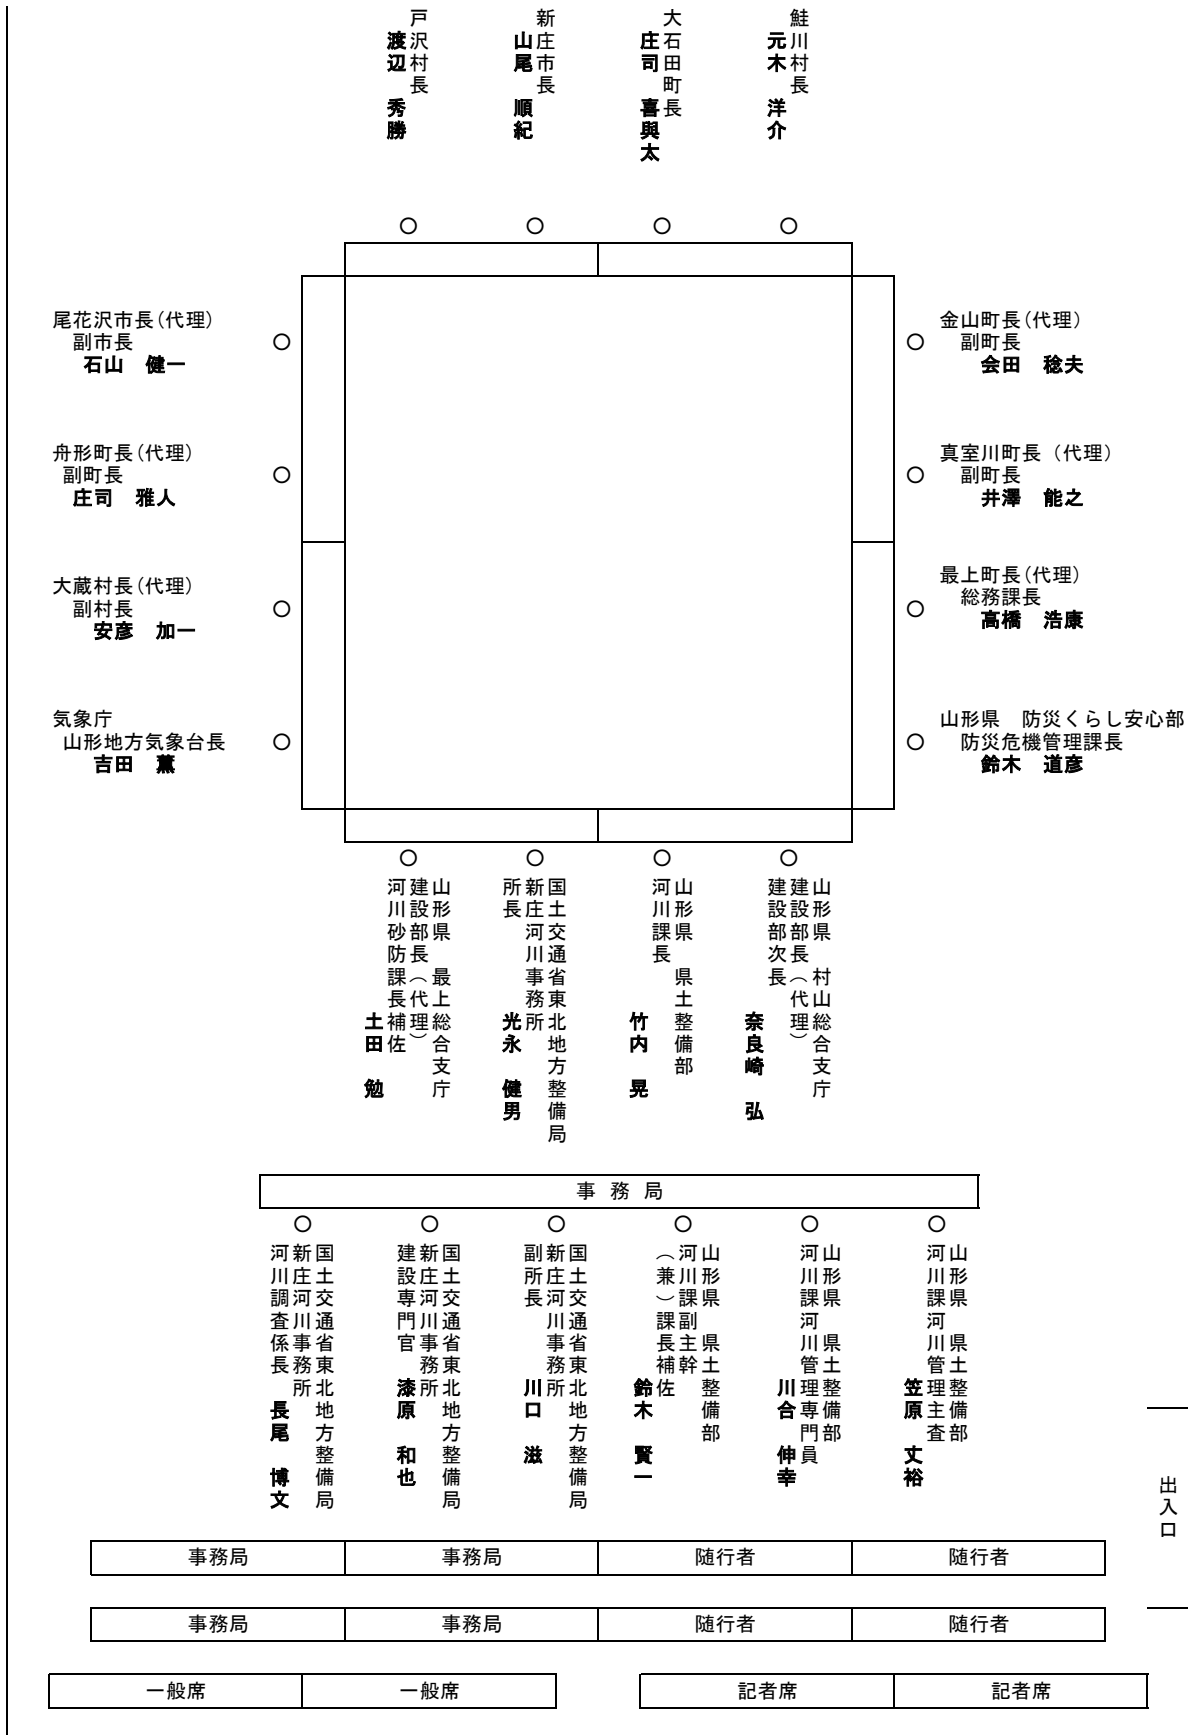 鮭川村長
元木　洋介
大石田町長
庄司　喜與太
新庄市長
山尾　順紀
戸沢村長
渡辺　秀勝
尾花沢市長(代理)
副市長
石山　健一
舟形町長(代理)
副町長
庄司　雅人
大蔵村長(代理)
副村長
安彦　加一
気象庁
山形地方気象台長
吉田　薫
金山町長(代理)
副町長
会田　稔夫
真室川町長（代理）
副町長
井澤　能之
最上町長(代理)
総務課長
高橋　浩康
山形県　防災くらし安心部
防災危機管理課長
鈴木　道彦
山形県　村山総合支庁
建設部長（代理）
建設部次長
奈良崎　弘
山形県　県土整備部
河川課長
竹内　晃
国土交通省東北地方整備局
新庄河川事務所
所長
光永　健男
山形県　最上総合支庁
建設部長（代理）
河川砂防課長補佐
土田　勉
事 務 局
山形県　県土整備部
河川課河川管理主査
笠原　丈裕
山形県　県土整備部
河川課河川管理専門員
川合　伸幸
山形県　県土整備部
河川課副主幹
（兼）課長補佐
鈴木　賢一
国土交通省東北地方整備局
新庄河川事務所
副所長
川口　滋
国土交通省東北地方整備局
新庄河川事務所
建設専門官
漆原　和也
国土交通省東北地方整備局
新庄河川事務所
河川調査係長
長尾　博文
出入口
事務局　事務局　随行者　随行者
事務局　事務局　随行者　随行者
一般席　一般席　記者席　記者席